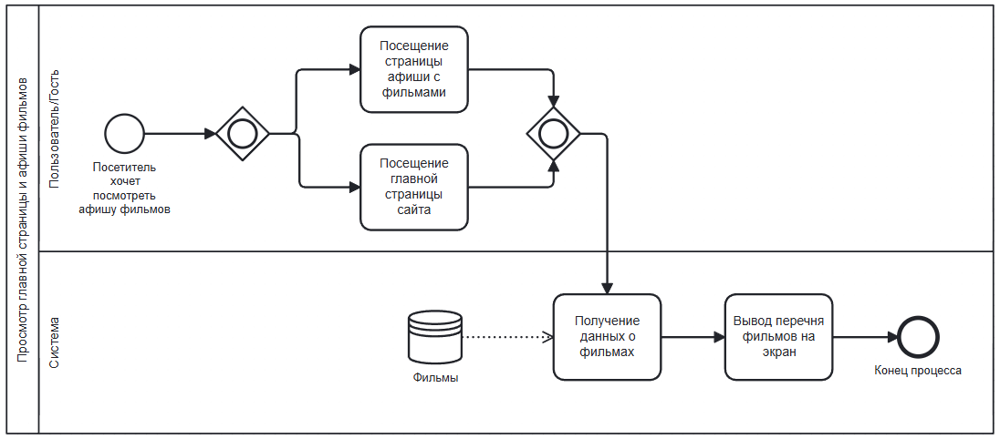 Просмотр главной страницы и афиши фильмов
Пользователь/Гость
Посетитель
хочет
посмотреть
афишу фильмов
Посещение
страницы
афиши с
фильмами
Посещение
главной
страницы
сайта
Система
Фильмы
Получение
данных о
фильмах
Вывод перечня
фильмов на
экран
Конец процесса